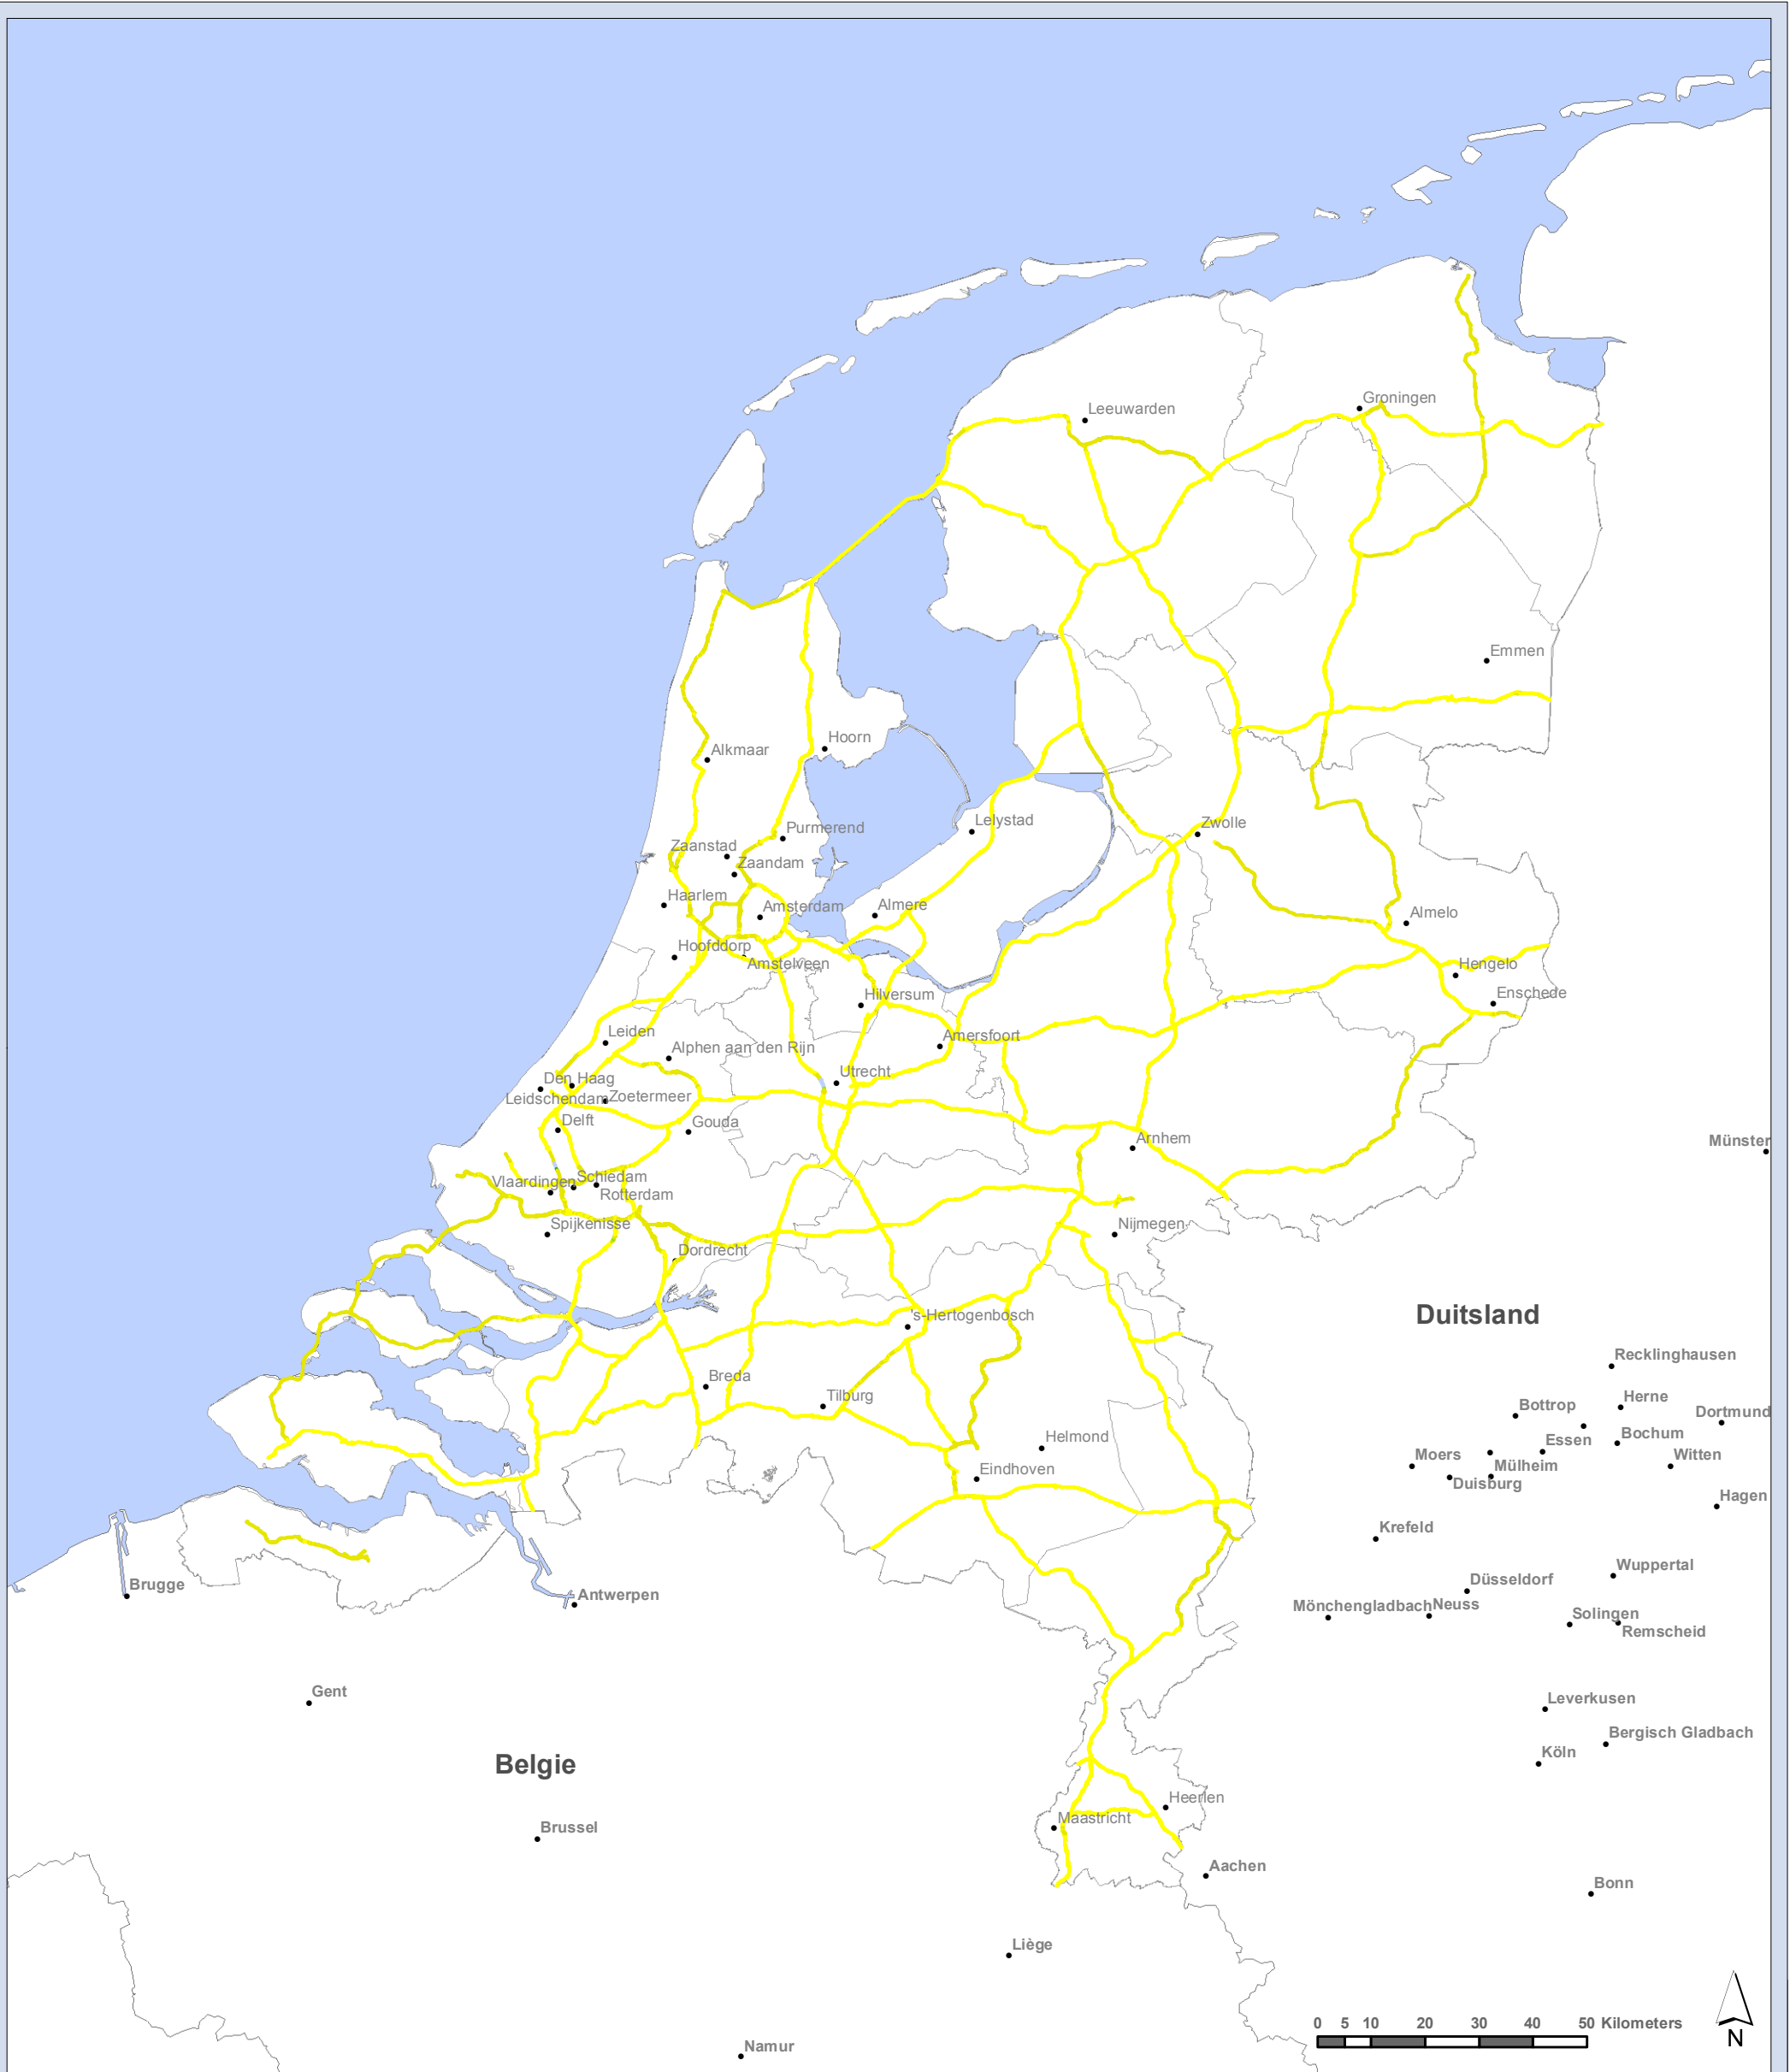 Groningen
Leeuwarden
Emmen
Hoorn
Alkmaar
Lelystad
Zwolle
Purmerend
Zaanstad
Zaandam
Haarlem
Amsterdam
Almere
Almelo
Hoofddorp
Amstelveen
Hengelo
Hilversum
Enschede
Leiden
Amersfoort
Alphen aan den Rijn
Utrecht
Den Haag
Leidschendam
Zoetermeer
Delft
Gouda
Arnhem
Münster
Schiedam
Vlaardingen
Rotterdam
Spijkenisse
Nijmegen
Dordrecht
's-Hertogenbosch
Duitsland
Recklinghausen
Breda
Tilburg
Herne
Bottrop
Dortmund
Helmond
Essen
Bochum
Moers
Mülheim
Witten
Eindhoven
Duisburg
Hagen
Krefeld
Wuppertal
Düsseldorf
Brugge
Antwerpen
Mönchengladbach
Neuss
Solingen
Remscheid
Gent
Leverkusen
Bergisch Gladbach
Köln
Belgie
Heerlen
Maastricht
Brussel
Aachen
Bonn
Liège
0 5 10 20 30 40 50 Kilometers
N
Namur